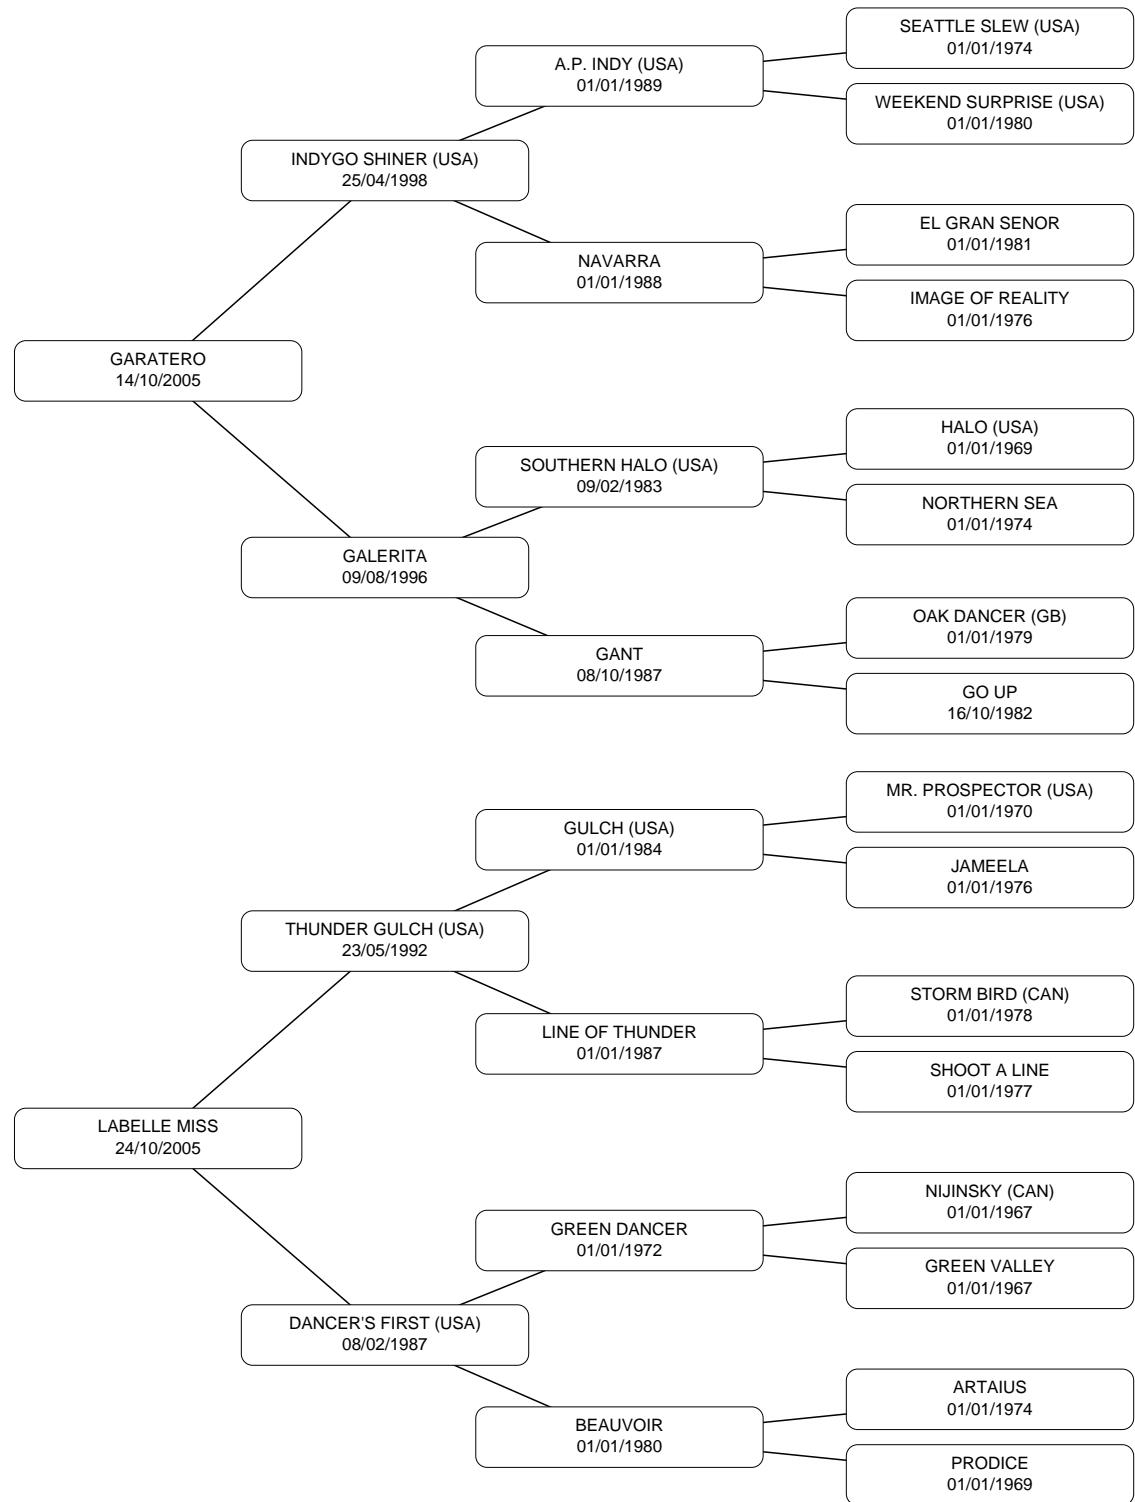 SEATTLE SLEW (USA)
01/01/1974
A.P. INDY (USA)
01/01/1989
WEEKEND SURPRISE (USA)
01/01/1980
INDYGO SHINER (USA)
25/04/1998
EL GRAN SENOR
01/01/1981
NAVARRA
01/01/1988
IMAGE OF REALITY
01/01/1976
GARATERO
14/10/2005
HALO (USA)
01/01/1969
SOUTHERN HALO (USA)
09/02/1983
NORTHERN SEA
01/01/1974
GALERITA
09/08/1996
OAK DANCER (GB)
01/01/1979
GANT
08/10/1987
GO UP
16/10/1982
MR. PROSPECTOR (USA)
01/01/1970
GULCH (USA)
01/01/1984
JAMEELA
01/01/1976
THUNDER GULCH (USA)
23/05/1992
STORM BIRD (CAN)
01/01/1978
LINE OF THUNDER
01/01/1987
SHOOT A LINE
01/01/1977
LABELLE MISS
24/10/2005
NIJINSKY (CAN)
01/01/1967
GREEN DANCER
01/01/1972
GREEN VALLEY
01/01/1967
DANCER'S FIRST (USA)
08/02/1987
ARTAIUS
01/01/1974
BEAUVOIR
01/01/1980
PRODICE
01/01/1969